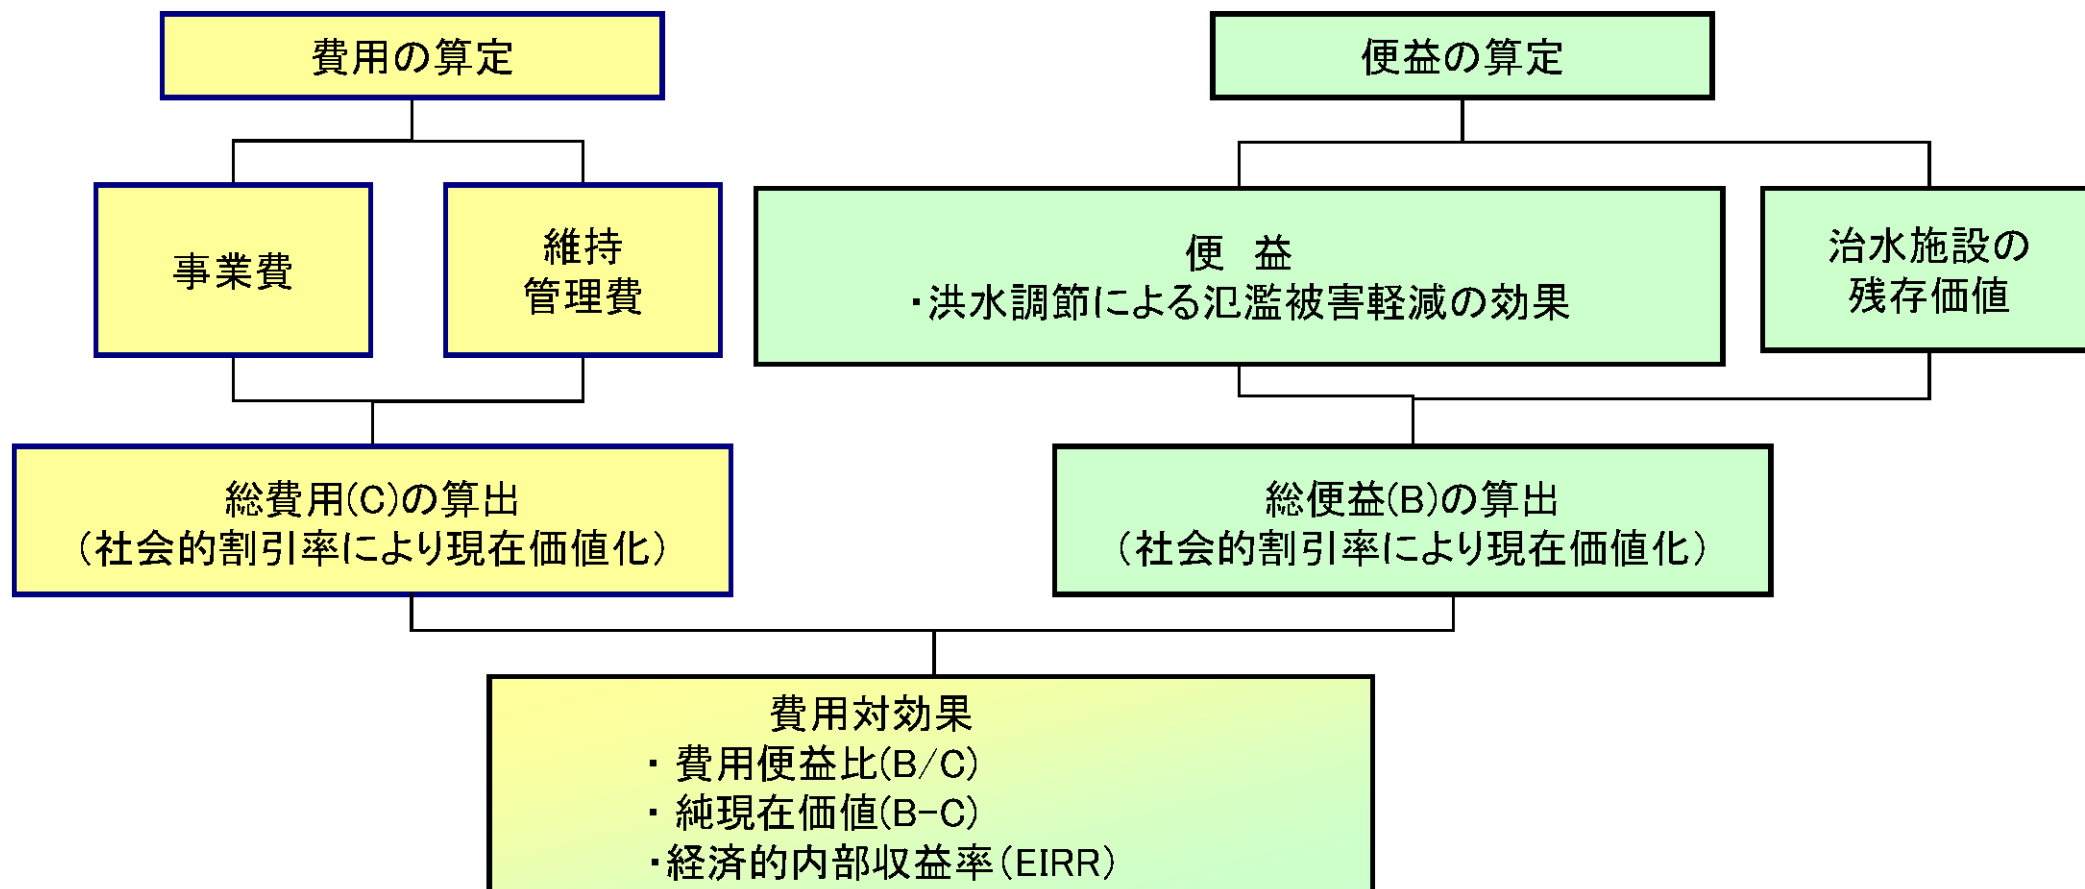 費用の算定
便益の算定
事業費
維持
管理費
便　益
・洪水調節による氾濫被害軽減の効果
治水施設の
残存価値
総費用(C)の算出
（社会的割引率により現在価値化）
総便益(B)の算出
（社会的割引率により現在価値化）
費用対効果
・ 費用便益比(B/C)
・ 純現在価値(B-C)
・経済的内部収益率（EIRR）